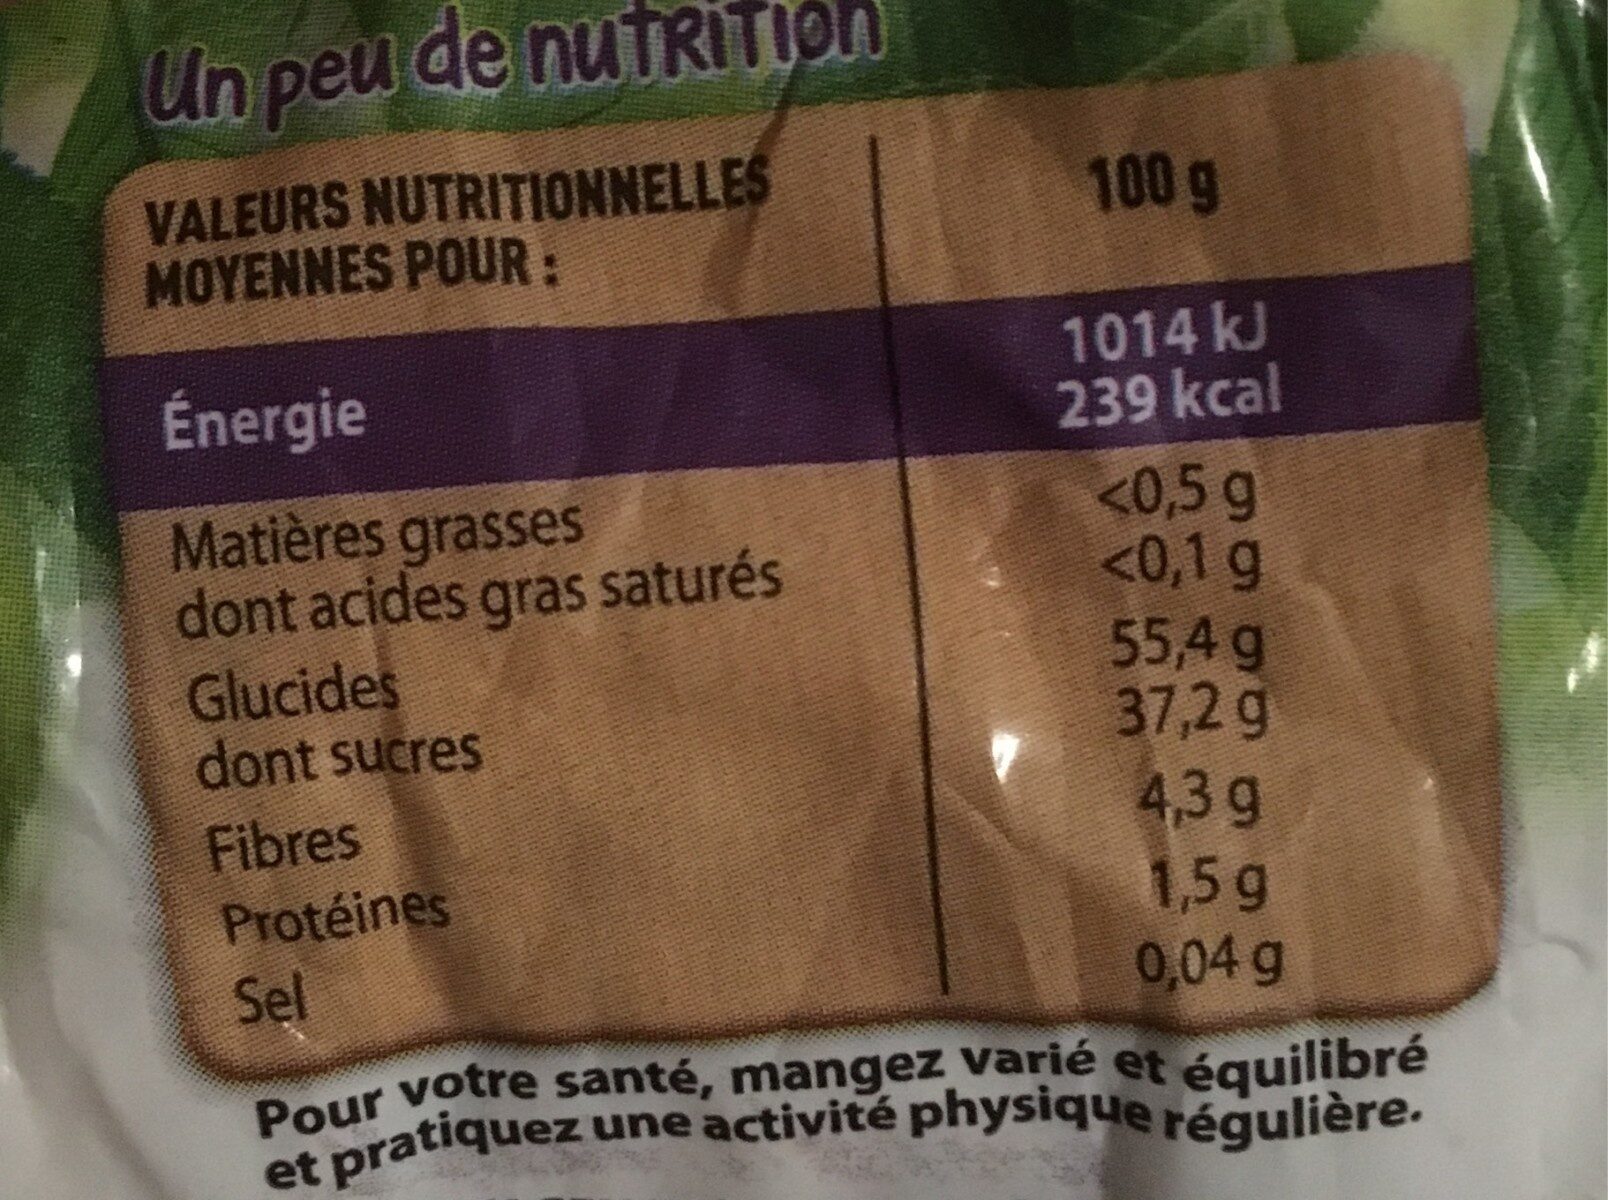 Un peu de nutrition
VALEURS NUTRITIONNELLES 100 g
MOYENNES POUR :
Énergie 1014 kJ
239 kcal
Matières grasses <0,5 g
dont acides gras saturés <0,1 g
Glucides 55,4 g
dont sucres 37,2 g
Fibres 4,3 g
Protéines 1,5 g
Sel 0,04 g
Pour votre santé, mangez varié et équilibré
et pratiquez une activité physique régulière.